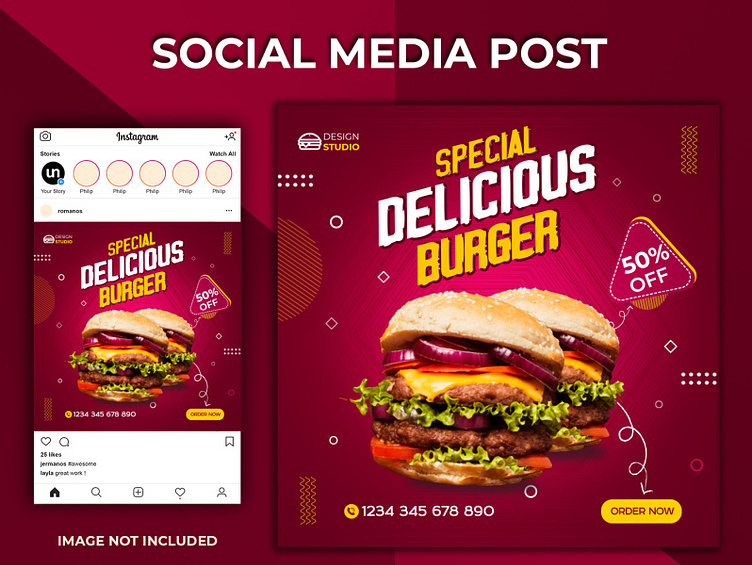 SOCIAL MEDIA POST
Instagram
Stories
Watch All
un
Your Story
Philip
Philip
Philip
Philip
Philip
romanos
DESIGN
STUDIO
SPECIAL
DELICIOUS
BURGER
50%
OFF
1234 345 678 890
ORDER NOW
25 likes
jermanos #awesome
layla great work !
IMAGE NOT INCLUDED
DESIGN
STUDIO
SPECIAL
DELICIOUS
BURGER
50%
OFF
1234 345 678 890
ORDER NOW